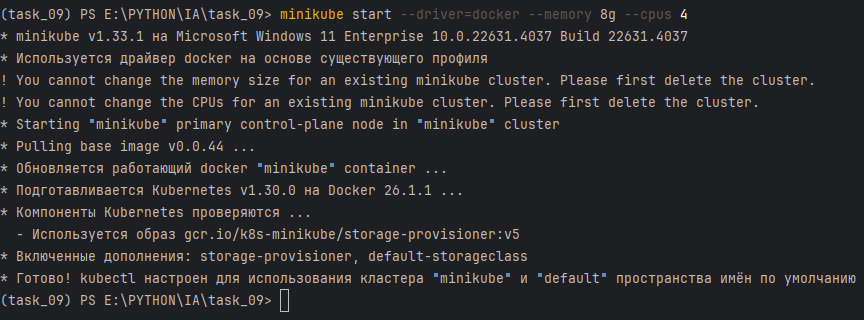 (task_09) PS E:\PYTHON\IA\task_09> minikube start --driver=docker --memory 8g --cpus 4
* minikube v1.33.1 на Microsoft Windows 11 Enterprise 10.0.22631.4037 Build 22631.4037
* Используется драйвер docker на основе существующего профиля
! You cannot change the memory size for an existing minikube cluster. Please first delete the cluster.
! You cannot change the CPUs for an existing minikube cluster. Please first delete the cluster.
* Starting "minikube" primary control-plane node in "minikube" cluster
* Pulling base image v0.0.44 ...
* Обновляется работающий docker "minikube" container ...
* Подготавливается Kubernetes v1.30.0 на Docker 26.1.1 ...
* Компоненты Kubernetes проверяются ...
  - Используется образ gcr.io/k8s-minikube/storage-provisioner:v5
* Включенные дополнения: storage-provisioner, default-storageclass
* Готово! kubectl настроен для использования кластера "minikube" и "default" пространства имён по умолчанию
(task_09) PS E:\PYTHON\IA\task_09>